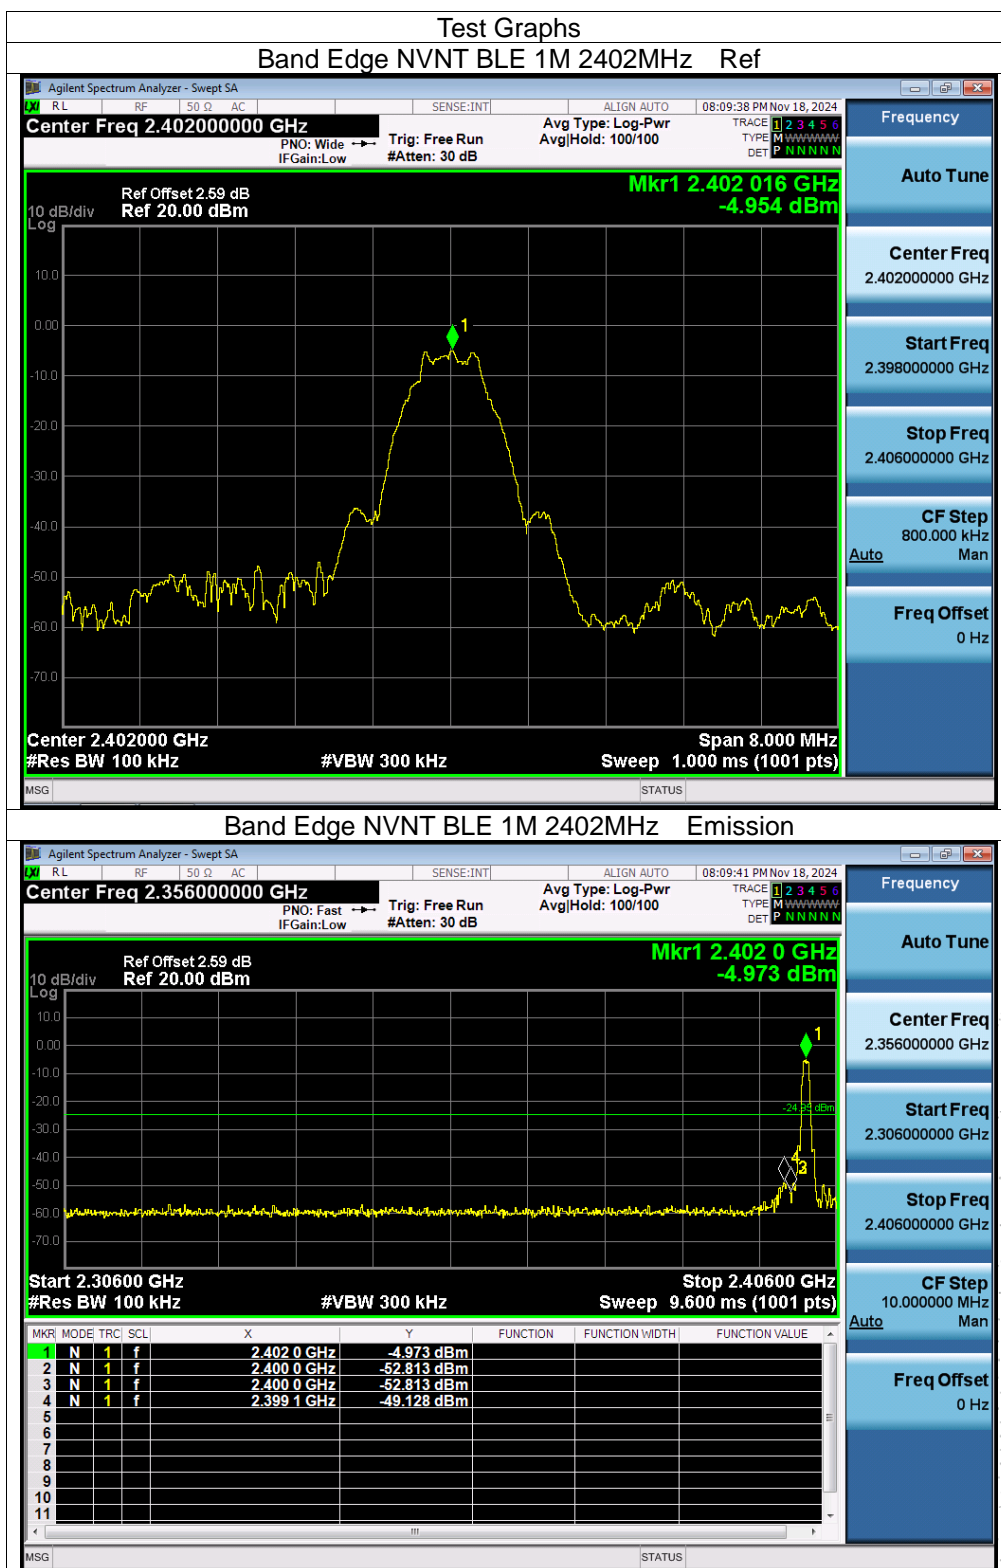 Test Graphs
Band Edge NVNT BLE 1M 2402MHz Ref
Agilent Spectrum Analyzer - Swept SA
LXI RL RF 50 Ω AC SENSE:INT ALIGN AUTO 08:09:38 PM Nov 18, 2024
Center Freq 2.402000000 GHz
PNO: Wide
IFGain:Low
Trig: Free Run
#Atten: 30 dB
Avg Type: Log-Pwr
Avg|Hold: 100/100
TRACE 1 2 3 4 5 6
TYPE M W W W W W
DET P N N N N N
Ref Offset 2.59 dB
10 dB/div Ref 20.00 dBm
Log
Mkr1 2.402 016 GHz
-4.954 dBm
10.0
0.00
-10.0
-20.0
-30.0
-40.0
-50.0
-60.0
-70.0
1
Center 2.402000 GHz Span 8.000 MHz
#Res BW 100 kHz #VBW 300 kHz Sweep 1.000 ms (1001 pts)
MSG STATUS
Frequency
Auto Tune
Center Freq
2.402000000 GHz
Start Freq
2.398000000 GHz
Stop Freq
2.406000000 GHz
CF Step
800.000 kHz
Auto Man
Freq Offset
0 Hz
Band Edge NVNT BLE 1M 2402MHz Emission
Agilent Spectrum Analyzer - Swept SA
LXI RL RF 50 Ω AC SENSE:INT ALIGN AUTO 08:09:41 PM Nov 18, 2024
Center Freq 2.356000000 GHz
PNO: Fast
IFGain:Low
Trig: Free Run
#Atten: 30 dB
Avg Type: Log-Pwr
Avg|Hold: 100/100
TRACE 1 2 3 4 5 6
TYPE M W W W W W
DET P N N N N N
Ref Offset 2.59 dB
10 dB/div Ref 20.00 dBm
Log
Mkr1 2.402 0 GHz
-4.973 dBm
10.0
0.00
-10.0
-20.0
-30.0
-40.0
-50.0
-60.0
-70.0
1
-24.95 dBm
4
3
Start 2.30600 GHz Stop 2.40600 GHz
#Res BW 100 kHz #VBW 300 kHz Sweep 9.600 ms (1001 pts)
MKR MODE TRC SCL X Y FUNCTION FUNCTION WIDTH FUNCTION VALUE
1 N 1 f 2.402 0 GHz -4.973 dBm
2 N 1 f 2.400 0 GHz -52.813 dBm
3 N 1 f 2.400 0 GHz -52.813 dBm
4 N 1 f 2.399 1 GHz -49.128 dBm
5
6
7
8
9
10
11
MSG STATUS
Frequency
Auto Tune
Center Freq
2.356000000 GHz
Start Freq
2.306000000 GHz
Stop Freq
2.406000000 GHz
CF Step
10.000000 MHz
Auto Man
Freq Offset
0 Hz